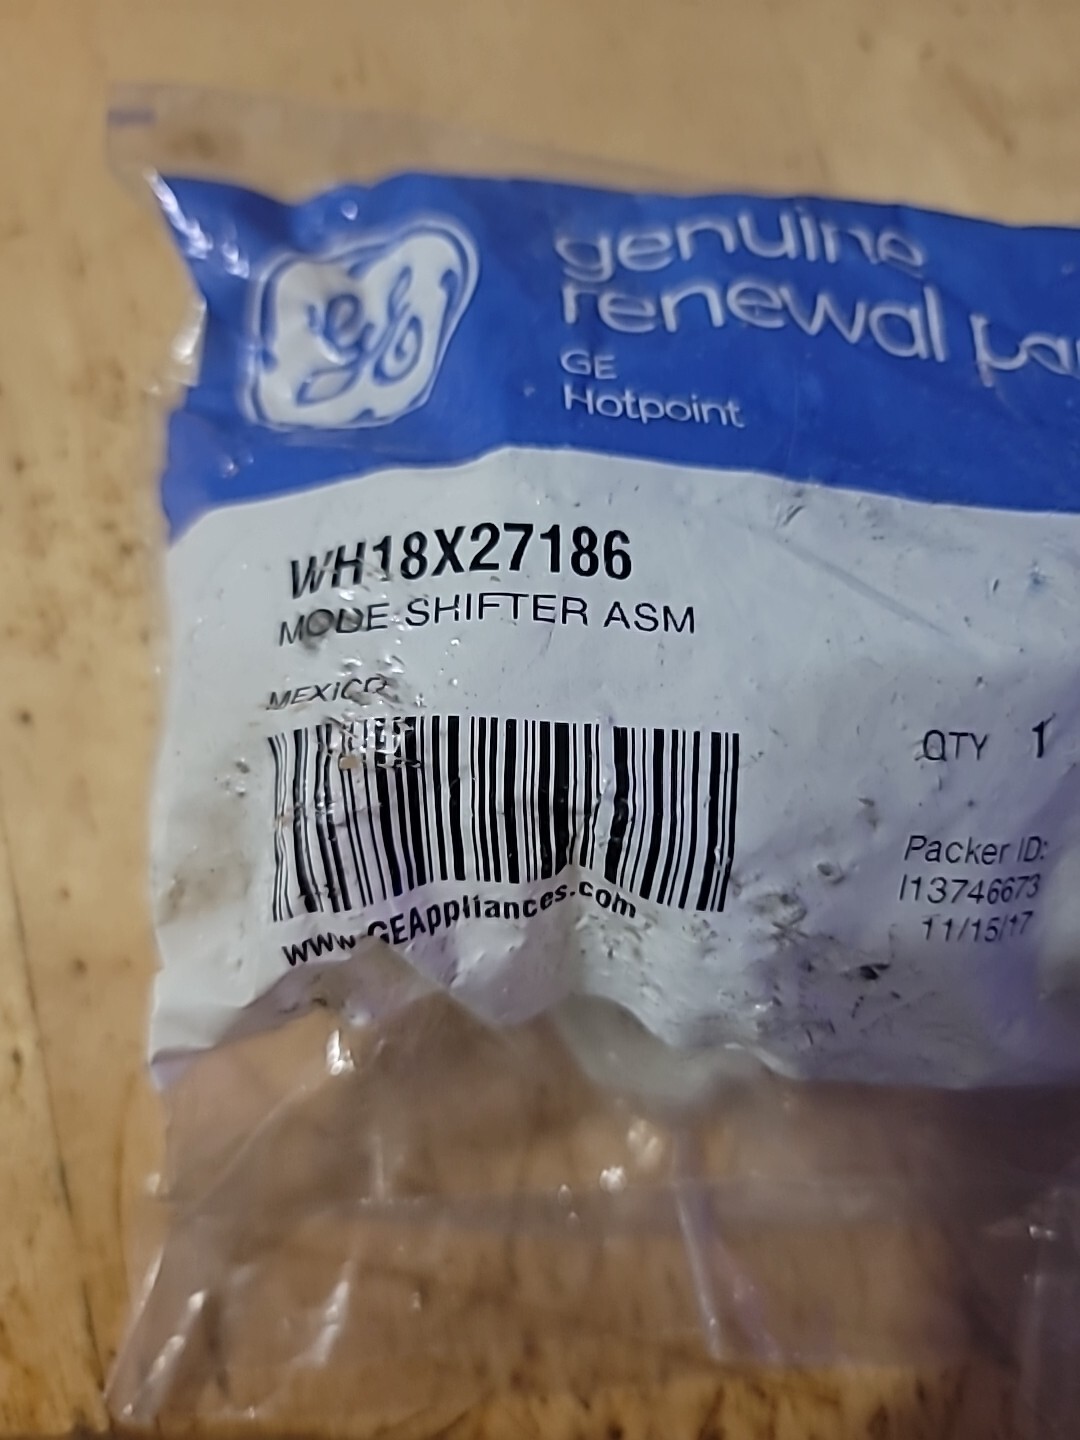 GE
genuine
renewal par
GE
Hotpoint
WH18X27186
MODE SHIFTER ASM
MEXICO
QTY 1
Packer ID:
I13746673
11/15/17
www.GEAppliances.com